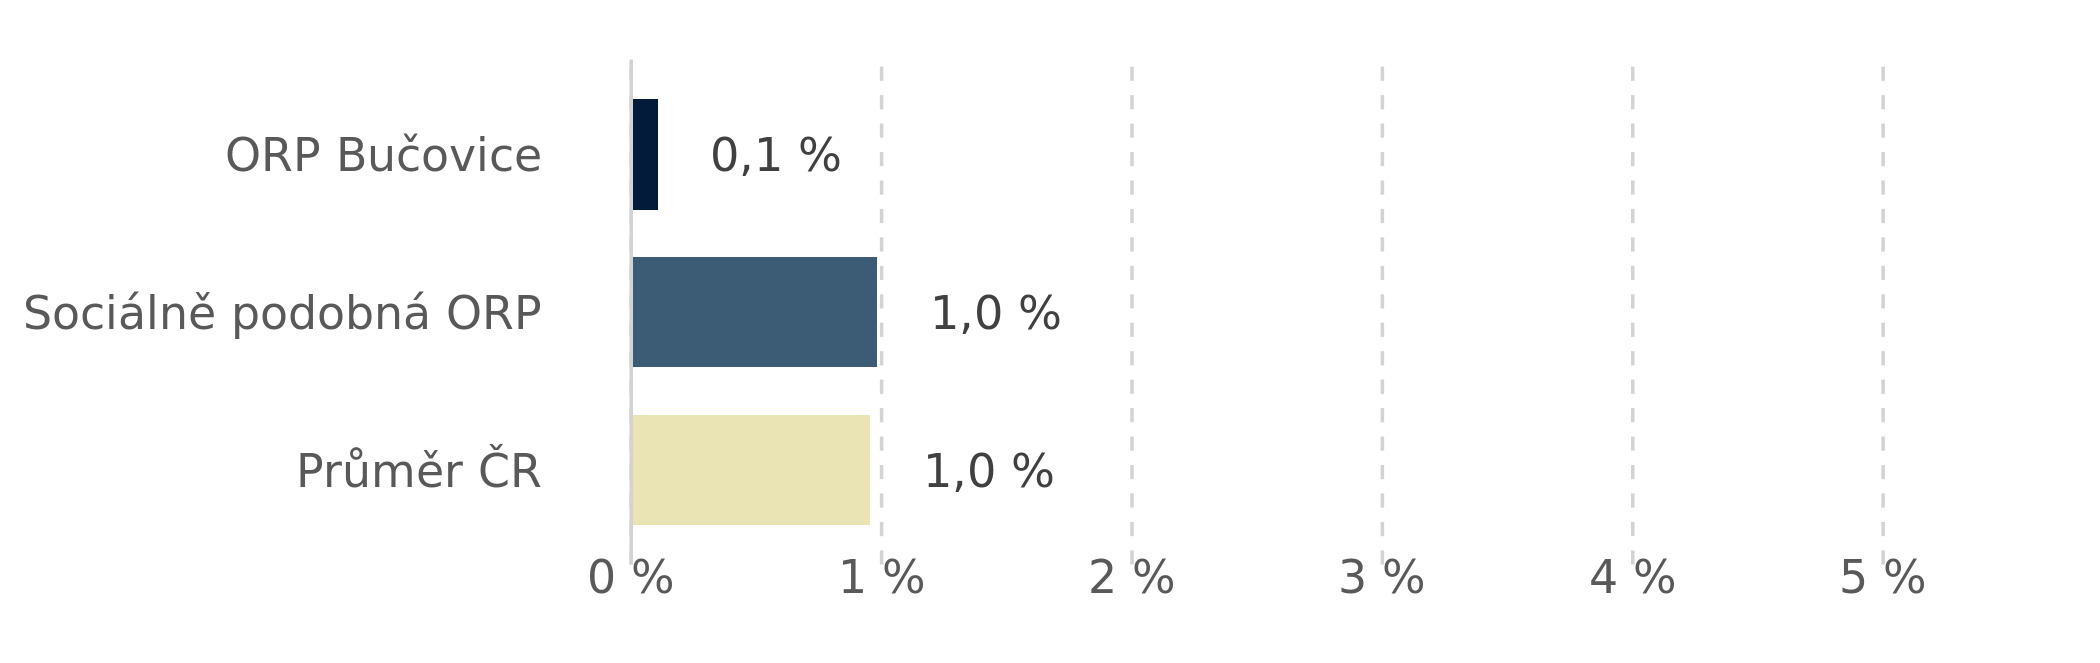 ORP Bučovice 0,1 %
Sociálně podobná ORP 1,0 %
Průměr ČR 1,0 %
0 % 1 % 2 % 3 % 4 % 5 %